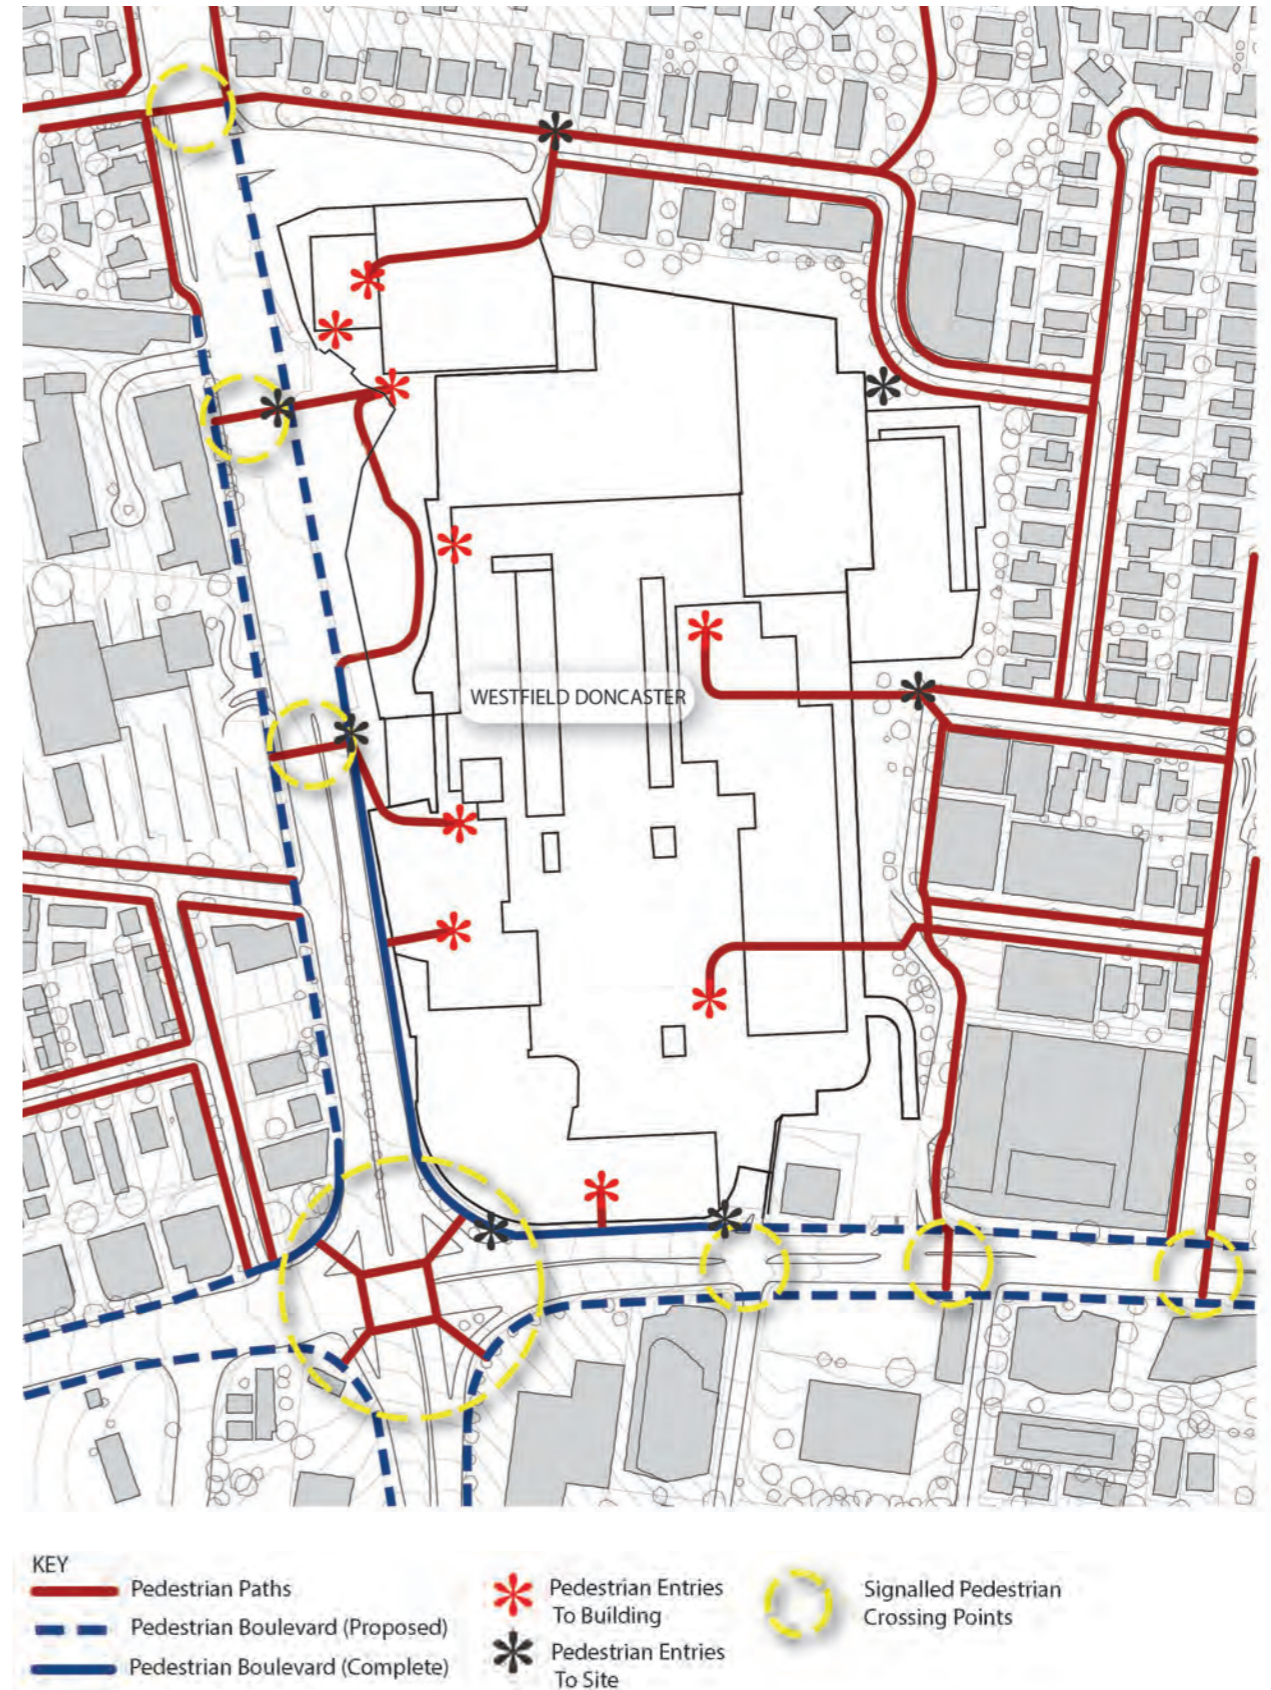 WESTFIELD DONCASTER
KEY
Pedestrian Paths
Pedestrian Boulevard (Proposed)
Pedestrian Boulevard (Complete)
Pedestrian Entries
To Building
Pedestrian Entries
To Site
Signalled Pedestrian
Crossing Points